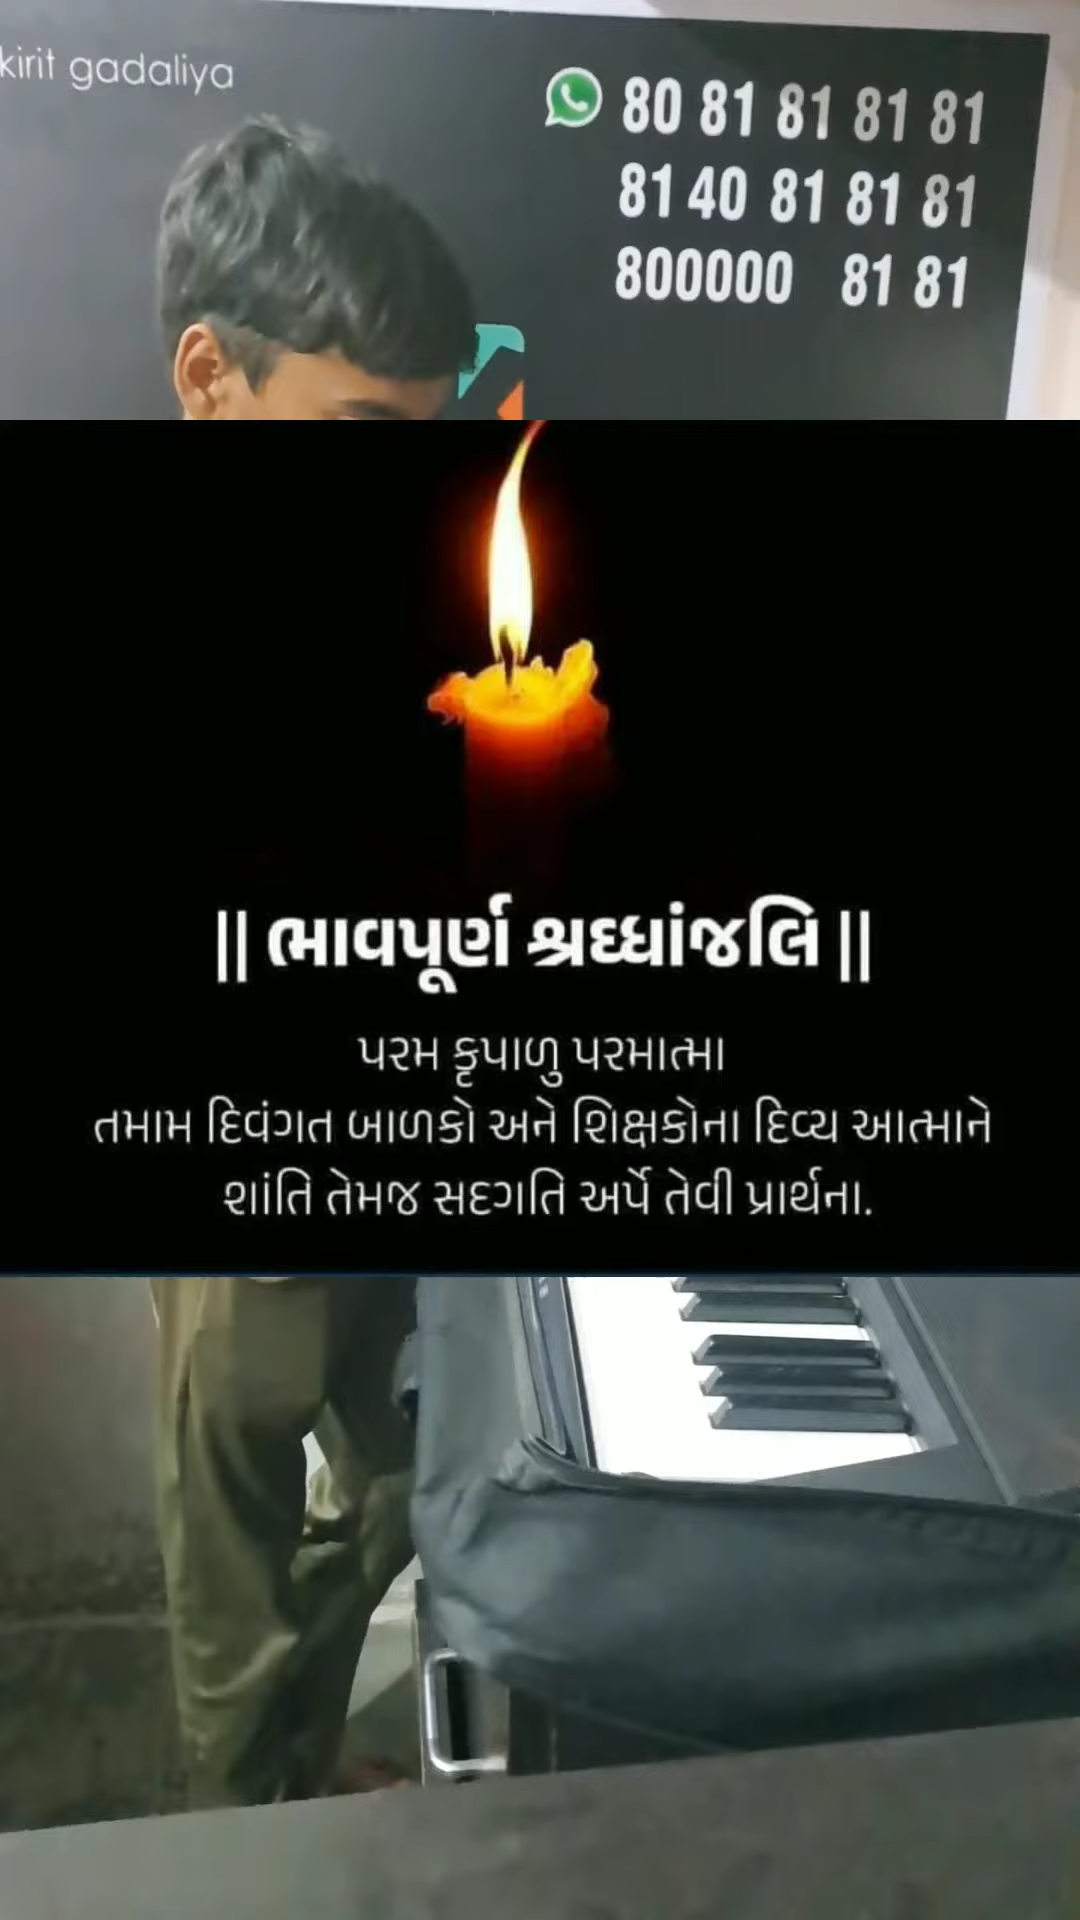 kirit gadaliya
80 81 81 81 81
81 40 81 81 81
800000 81 81
|| ભાવપૂર્ણ શ્રદ્ધાંજલિ ||
પરમ કૃપાળુ પરમાત્મા
તમામ દિવંગત બાળકો અને શિક્ષકોના દિવ્ય આત્માને
શાંતિ તેમજ સદગતિ અર્પે તેવી પ્રાર્થના.